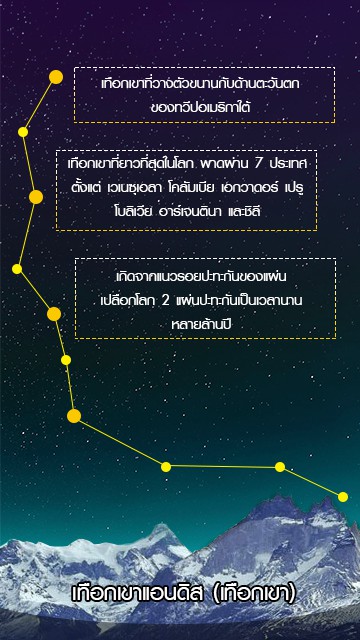 เทือกเขาที่วางตัวขนานกับด้านตะวันตก
ของทวีปอเมริกาใต้
เทือกเขาที่ยาวที่สุดในโลก พาดผ่าน 7 ประเทศ
ตั้งแต่ เวเนซุเอลา โคลัมเบีย เอกวาดอร์ เปรู
โบลิเวีย อาร์เจนตินา และชิลี
เกิดจากแนวรอยปะทะกันของแผ่น
เปลือกโลก 2 แผ่นปะทะกันเป็นเวลานาน
หลายล้านปี
เทือกเขาแอนดิส (เทือกเขา)